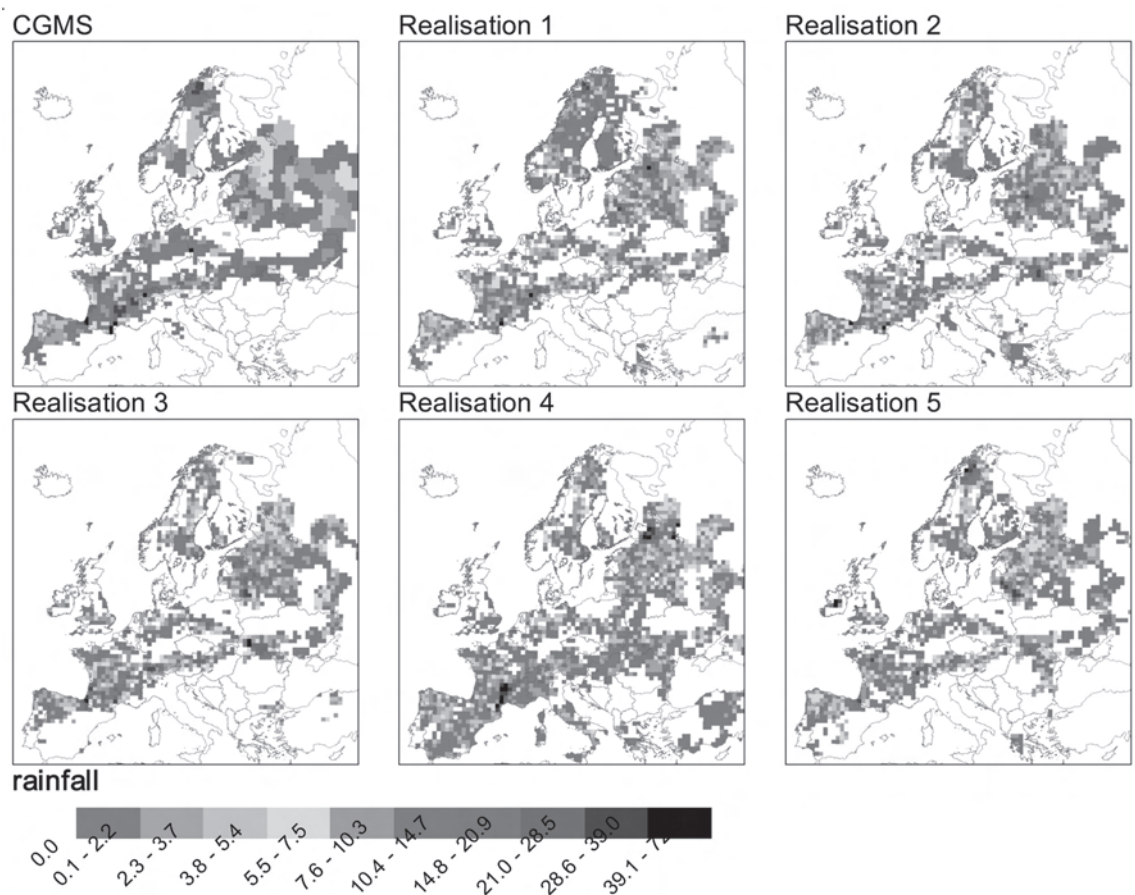 CGMS
Realisation 1
Realisation 2
Realisation 3
Realisation 4
Realisation 5
rainfall
0.0
0.1 - 2.2
2.3 - 3.7
3.8 - 5.4
5.5 - 7.5
7.6 - 10.3
10.4 - 14.7
14.8 - 20.9
21.0 - 28.5
28.6 - 39.0
39.1 -